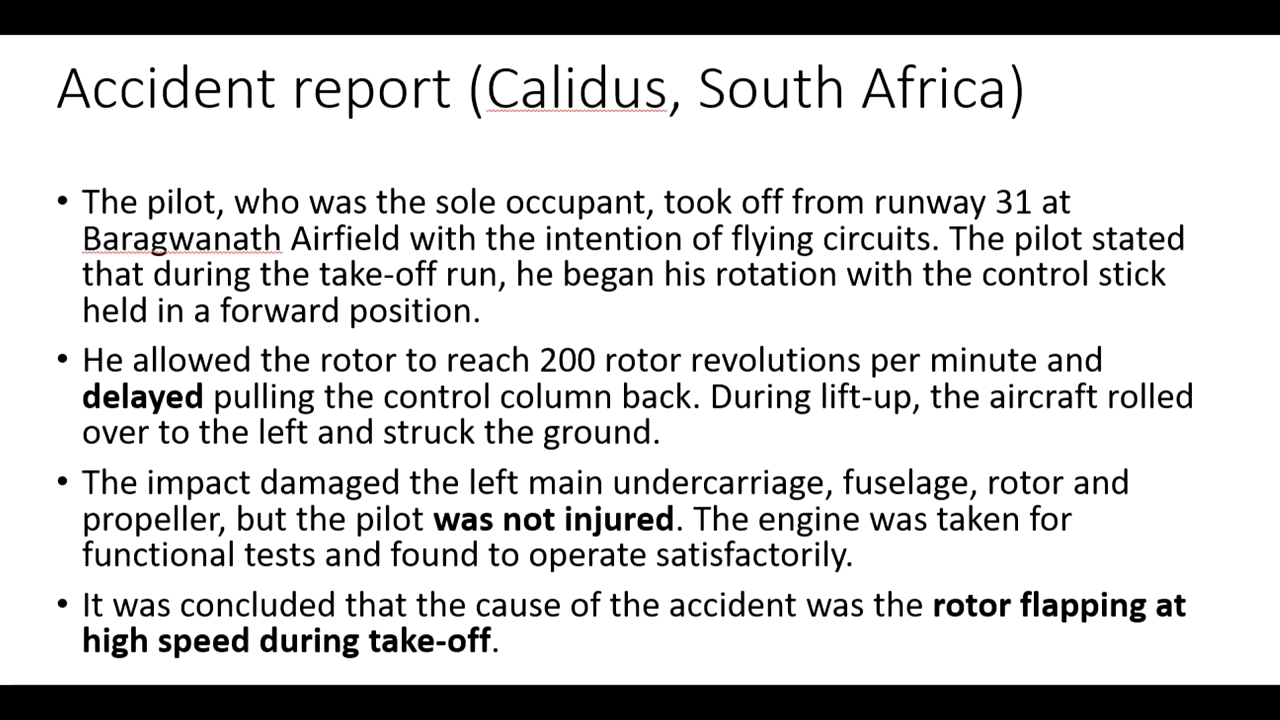 Accident report (Calidus, South Africa)
• The pilot, who was the sole occupant, took off from runway 31 at
Baragwanath Airfield with the intention of flying circuits. The pilot stated
that during the take-off run, he began his rotation with the control stick
held in a forward position.
• He allowed the rotor to reach 200 rotor revolutions per minute and
delayed pulling the control column back. During lift-up, the aircraft rolled
over to the left and struck the ground.
• The impact damaged the left main undercarriage, fuselage, rotor and
propeller, but the pilot was not injured. The engine was taken for
functional tests and found to operate satisfactorily.
• It was concluded that the cause of the accident was the rotor flapping at
high speed during take-off.